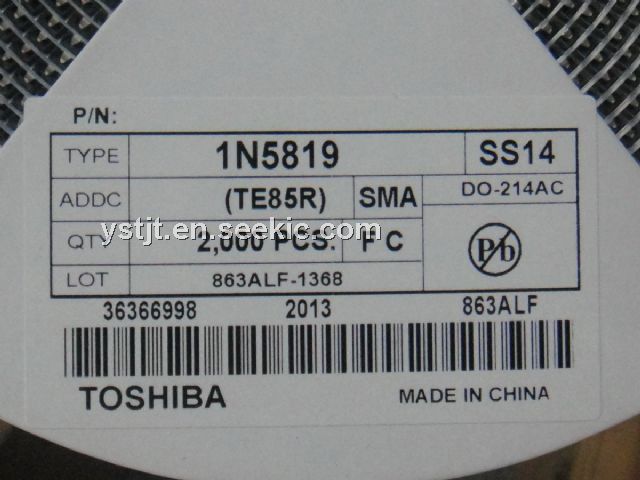 P/N:
TYPE 1N5819 SS14
ADDC (TE85R) SMA DO-214AC
QTY 2,000 PCS. F C Pb
ystjt.en.seekic.com
LOT 863ALF-1368
36366998 2013 863ALF
TOSHIBA MADE IN CHINA